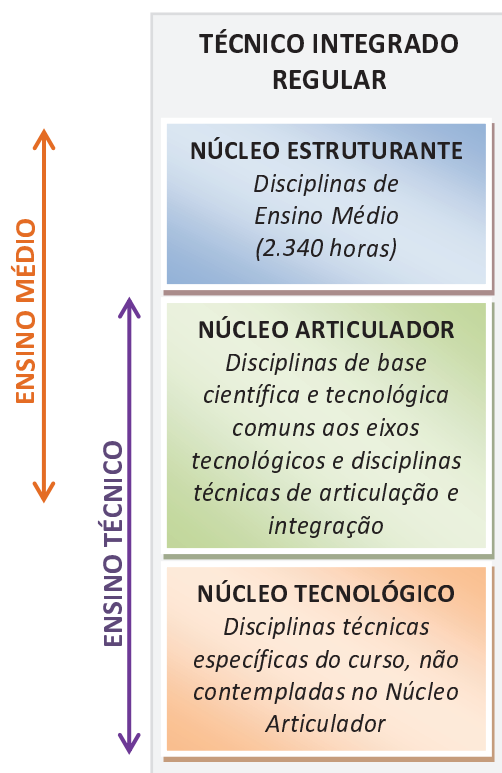 TÉCNICO INTEGRADO
REGULAR
NÚCLEO ESTRUTURANTE
Disciplinas de
Ensino Médio
(2.340 horas)
NÚCLEO ARTICULADOR
Disciplinas de base
científica e tecnológica
comuns aos eixos
tecnológicos e disciplinas
técnicas de articulação e
integração
NÚCLEO TECNOLÓGICO
Disciplinas técnicas
específicas do curso, não
contempladas no Núcleo
Articulador
ENSINO MÉDIO
ENSINO TÉCNICO